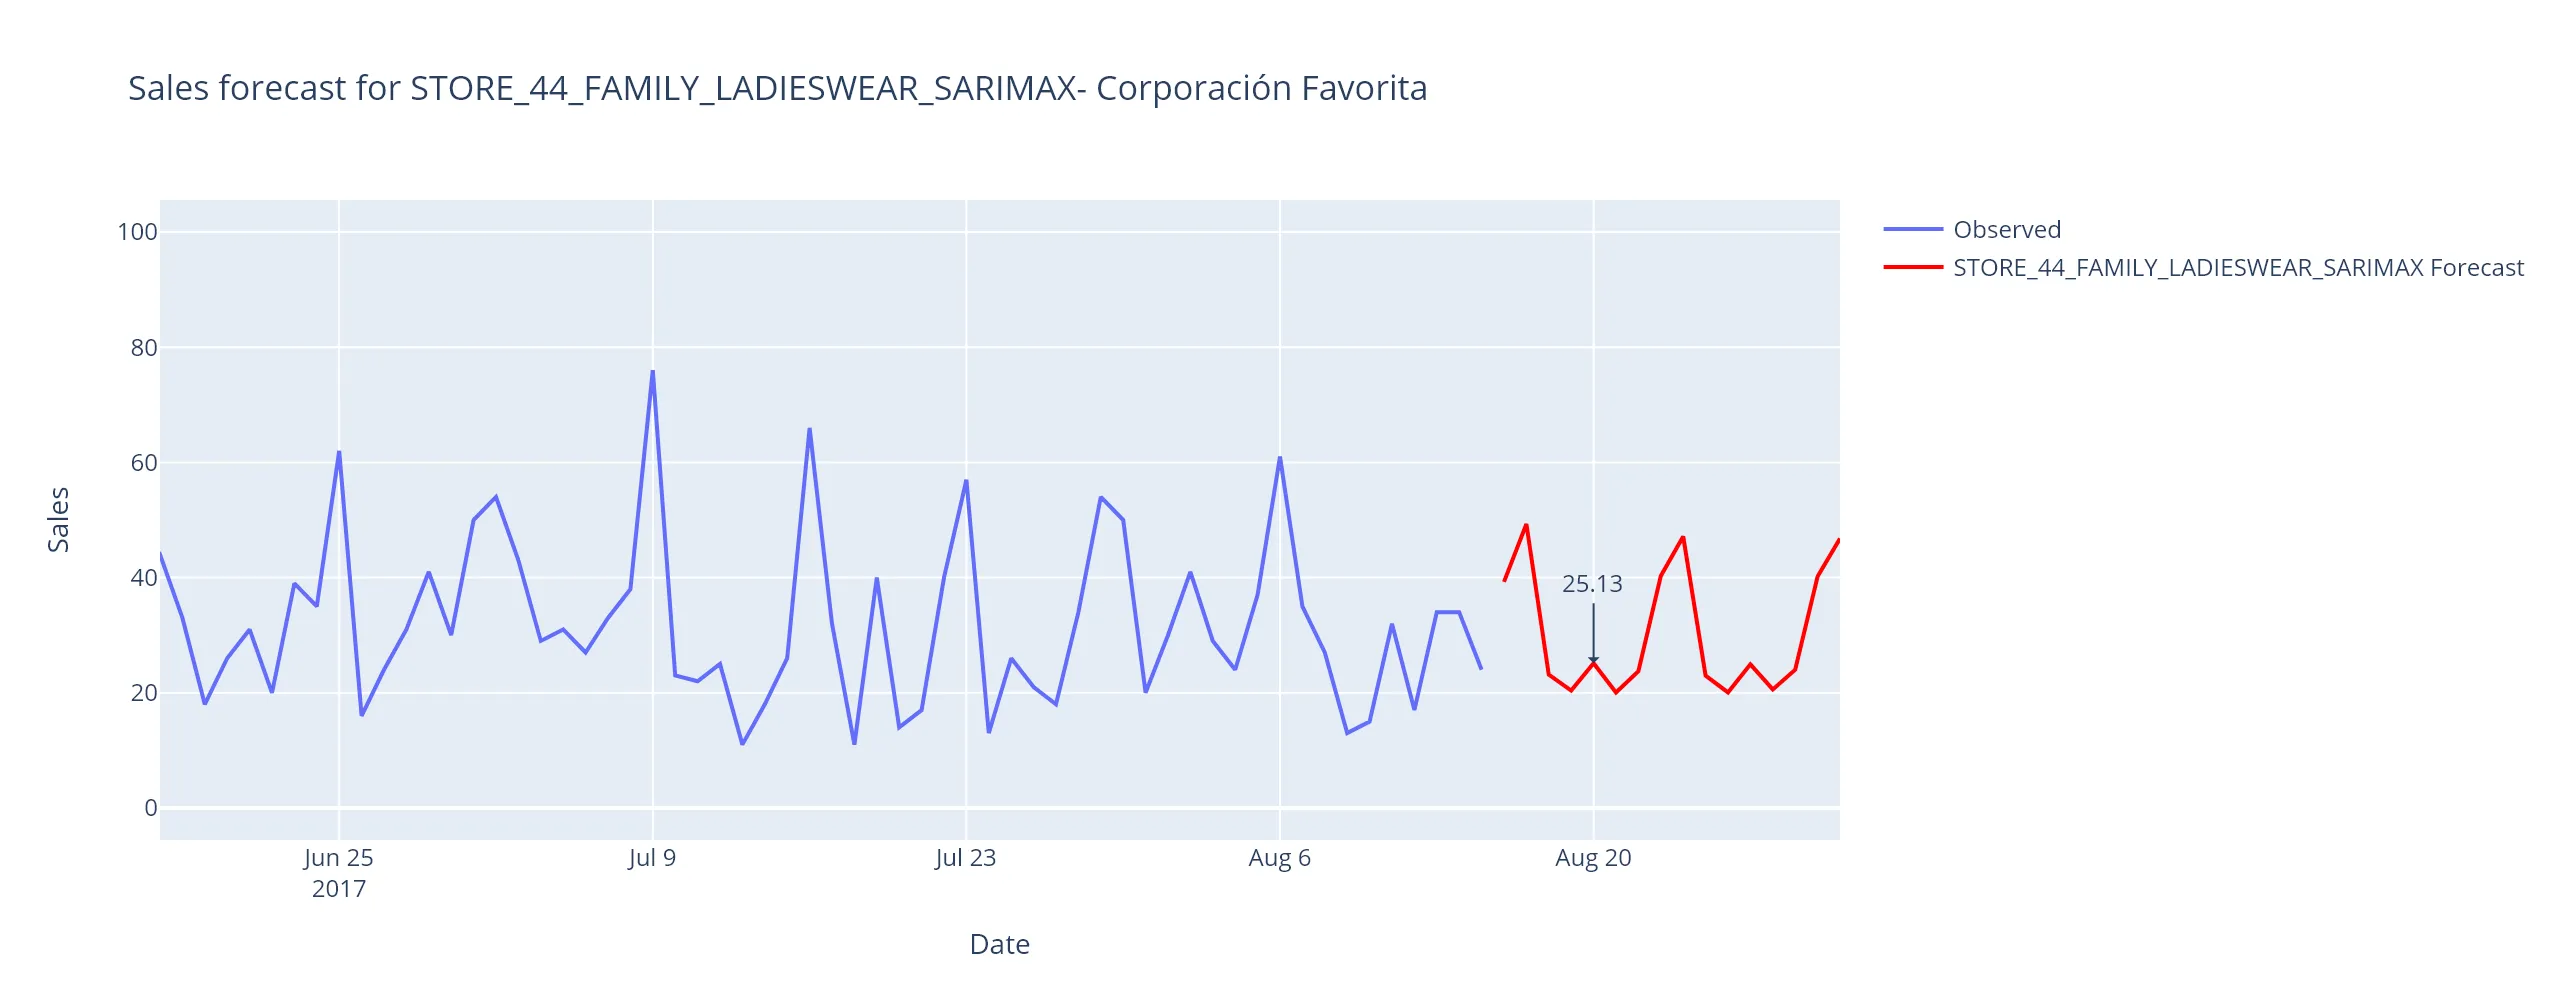 Sales forecast for STORE_44_FAMILY_LADIESWEAR_SARIMAX- Corporación Favorita
Observed
STORE_44_FAMILY_LADIESWEAR_SARIMAX Forecast
100
80
60
40
20
0
Sales
25.13
Jun 25
2017
Jul 9
Jul 23
Aug 6
Aug 20
Date